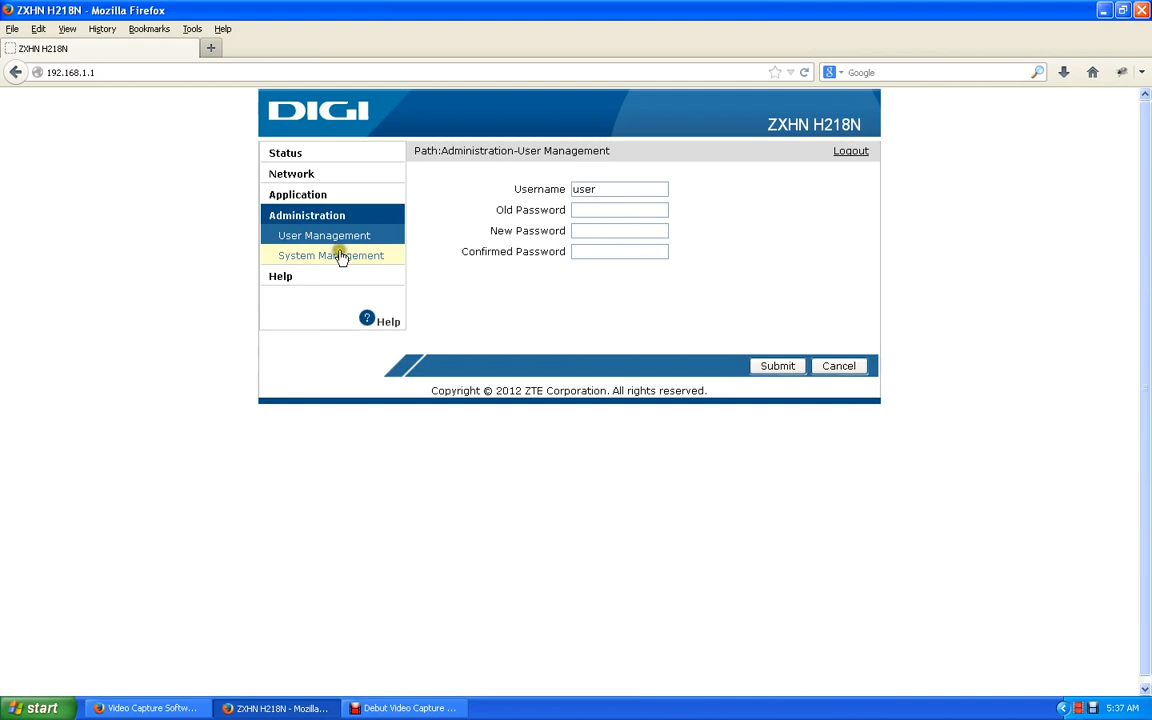 ZXHN H218N - Mozilla Firefox
File Edit View History Bookmarks Tools Help
ZXHN H218N
192.168.1.1
Google
DIGI
ZXHN H218N
Path:Administration-User Management
Logout
Status
Network
Application
Administration
User Management
System Management
Help
Help
Username user
Old Password
New Password
Confirmed Password
Submit Cancel
Copyright © 2012 ZTE Corporation. All rights reserved.
start
Video Capture Softw...
ZXHN H218N - Mozilla...
Debut Video Capture ...
5:37 AM